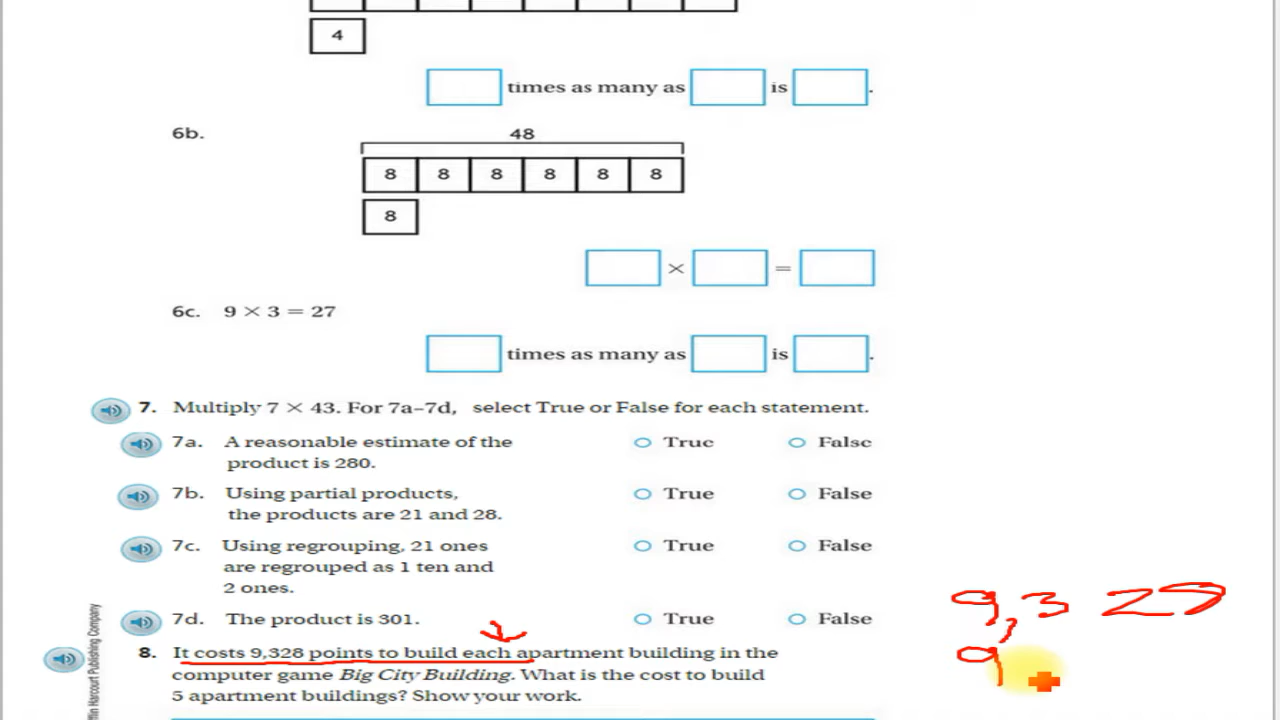 4
times as many as is .
6b.
48
8 8 8 8 8 8
8
× =
6c. 9 × 3 = 27
times as many as is .
7. Multiply 7 × 43. For 7a–7d, select True or False for each statement.
7a. A reasonable estimate of the True False
product is 280.
7b. Using partial products, True False
the products are 21 and 28.
7c. Using regrouping, 21 ones True False
are regrouped as 1 ten and
2 ones.
7d. The product is 301. True False
8. It costs 9,328 points to build each apartment building in the
computer game Big City Building. What is the cost to build
5 apartment buildings? Show your work.
9,3
9
Harcourt Publishing Company